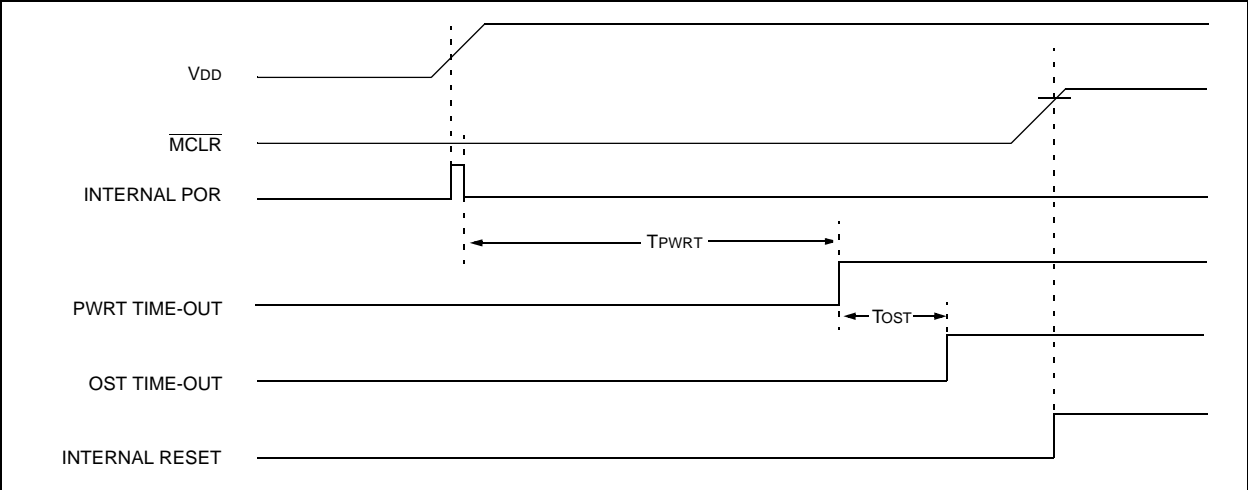 VDD
MCLR
INTERNAL POR
TPWRT
PWRT TIME-OUT
TOST
OST TIME-OUT
INTERNAL RESET